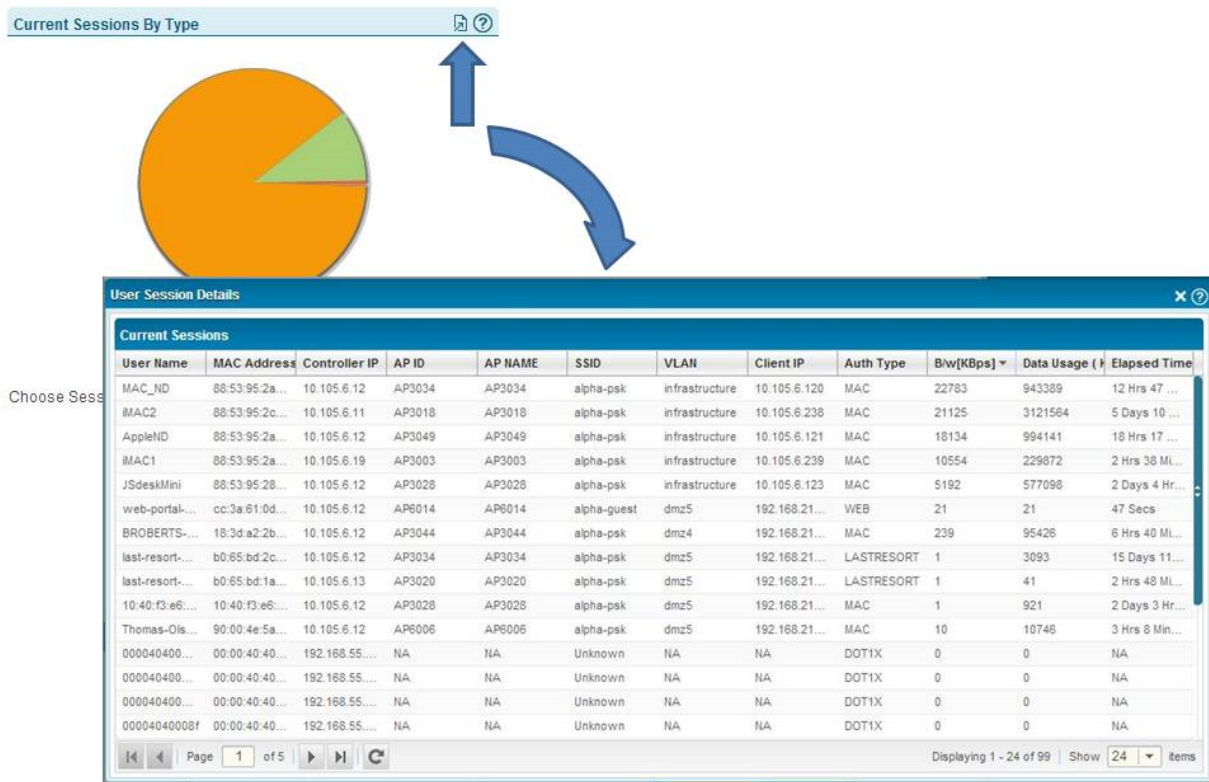 Current Sessions By Type
User Session Details
Current Sessions
User Name MAC Address Controller IP AP ID AP NAME SSID VLAN Client IP Auth Type B/w[KBps] Data Usage ( Elapsed Time
MAC_ND 88:53:95:2a... 10.105.6.12 AP3034 AP3034 alpha-psk infrastructure 10.105.6.120 MAC 22783 943389 12 Hrs 47 ...
Choose Sess
iMAC2 88:53:95:2c... 10.105.6.11 AP3018 AP3018 alpha-psk infrastructure 10.105.6.238 MAC 21125 3121564 5 Days 10 ...
AppleND 88:53:95:2a... 10.105.6.12 AP3049 AP3049 alpha-psk infrastructure 10.105.6.121 MAC 18134 994141 18 Hrs 17 ...
iMAC1 88:53:95:2a... 10.105.6.19 AP3003 AP3003 alpha-psk infrastructure 10.105.6.239 MAC 10554 229872 2 Hrs 38 Mi...
JSdeskMini 88:53:95:28... 10.105.6.12 AP3028 AP3028 alpha-psk infrastructure 10.105.6.123 MAC 5192 577098 2 Days 4 Hr...
web-portal-... cc:3a:61:0d... 10.105.6.12 AP6014 AP6014 alpha-guest dmz5 192.168.21... WEB 21 21 47 Secs
BROBERTS-... 18:3d:a2:2b... 10.105.6.12 AP3044 AP3044 alpha-psk dmz4 192.168.21... MAC 239 95426 6 Hrs 40 Mi...
last-resort-... b0:65:bd:2c... 10.105.6.12 AP3034 AP3034 alpha-psk dmz5 192.168.21... LASTRESORT 1 3093 15 Days 11...
last-resort-... b0:65:bd:1a... 10.105.6.13 AP3020 AP3020 alpha-psk dmz5 192.168.21... LASTRESORT 1 41 2 Hrs 48 Mi...
10:40:f3:e6:... 10:40:f3:e6:... 10.105.6.12 AP3028 AP3028 alpha-psk dmz5 192.168.21... MAC 1 921 2 Days 3 Hr...
Thomas-Ols... 90:00:4e:5a... 10.105.6.12 AP6006 AP6006 alpha-psk dmz5 192.168.21... MAC 10 10746 3 Hrs 8 Min...
000040400... 00:00:40:40... 192.168.55.... NA NA Unknown NA NA DOT1X 0 0 NA
000040400... 00:00:40:40... 192.168.55.... NA NA Unknown NA NA DOT1X 0 0 NA
000040400... 00:00:40:40... 192.168.55.... NA NA Unknown NA NA DOT1X 0 0 NA
00004040008f 00:00:40:40... 192.168.55.... NA NA Unknown NA NA DOT1X 0 0 NA
Page 1 of 5 Displaying 1 - 24 of 99 Show 24 items